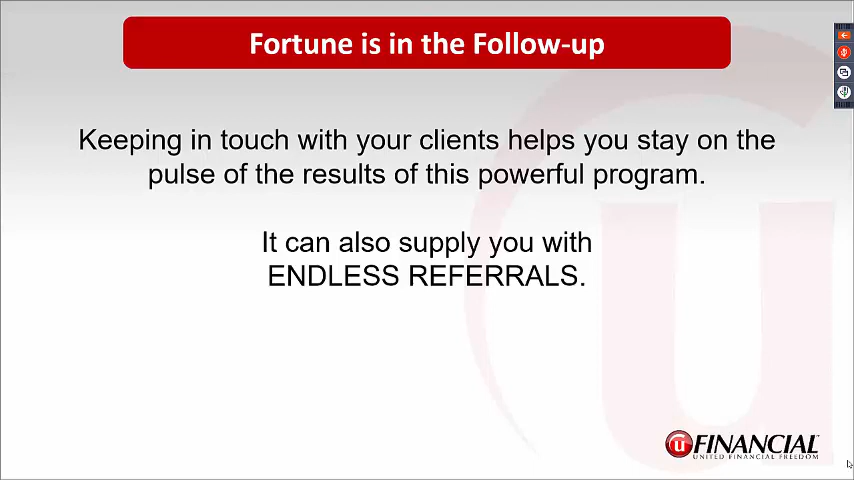 Fortune is in the Follow-up
Keeping in touch with your clients helps you stay on the
pulse of the results of this powerful program.
It can also supply you with
ENDLESS REFERRALS.
u FINANCIAL
UNITED FINANCIAL FREEDOM